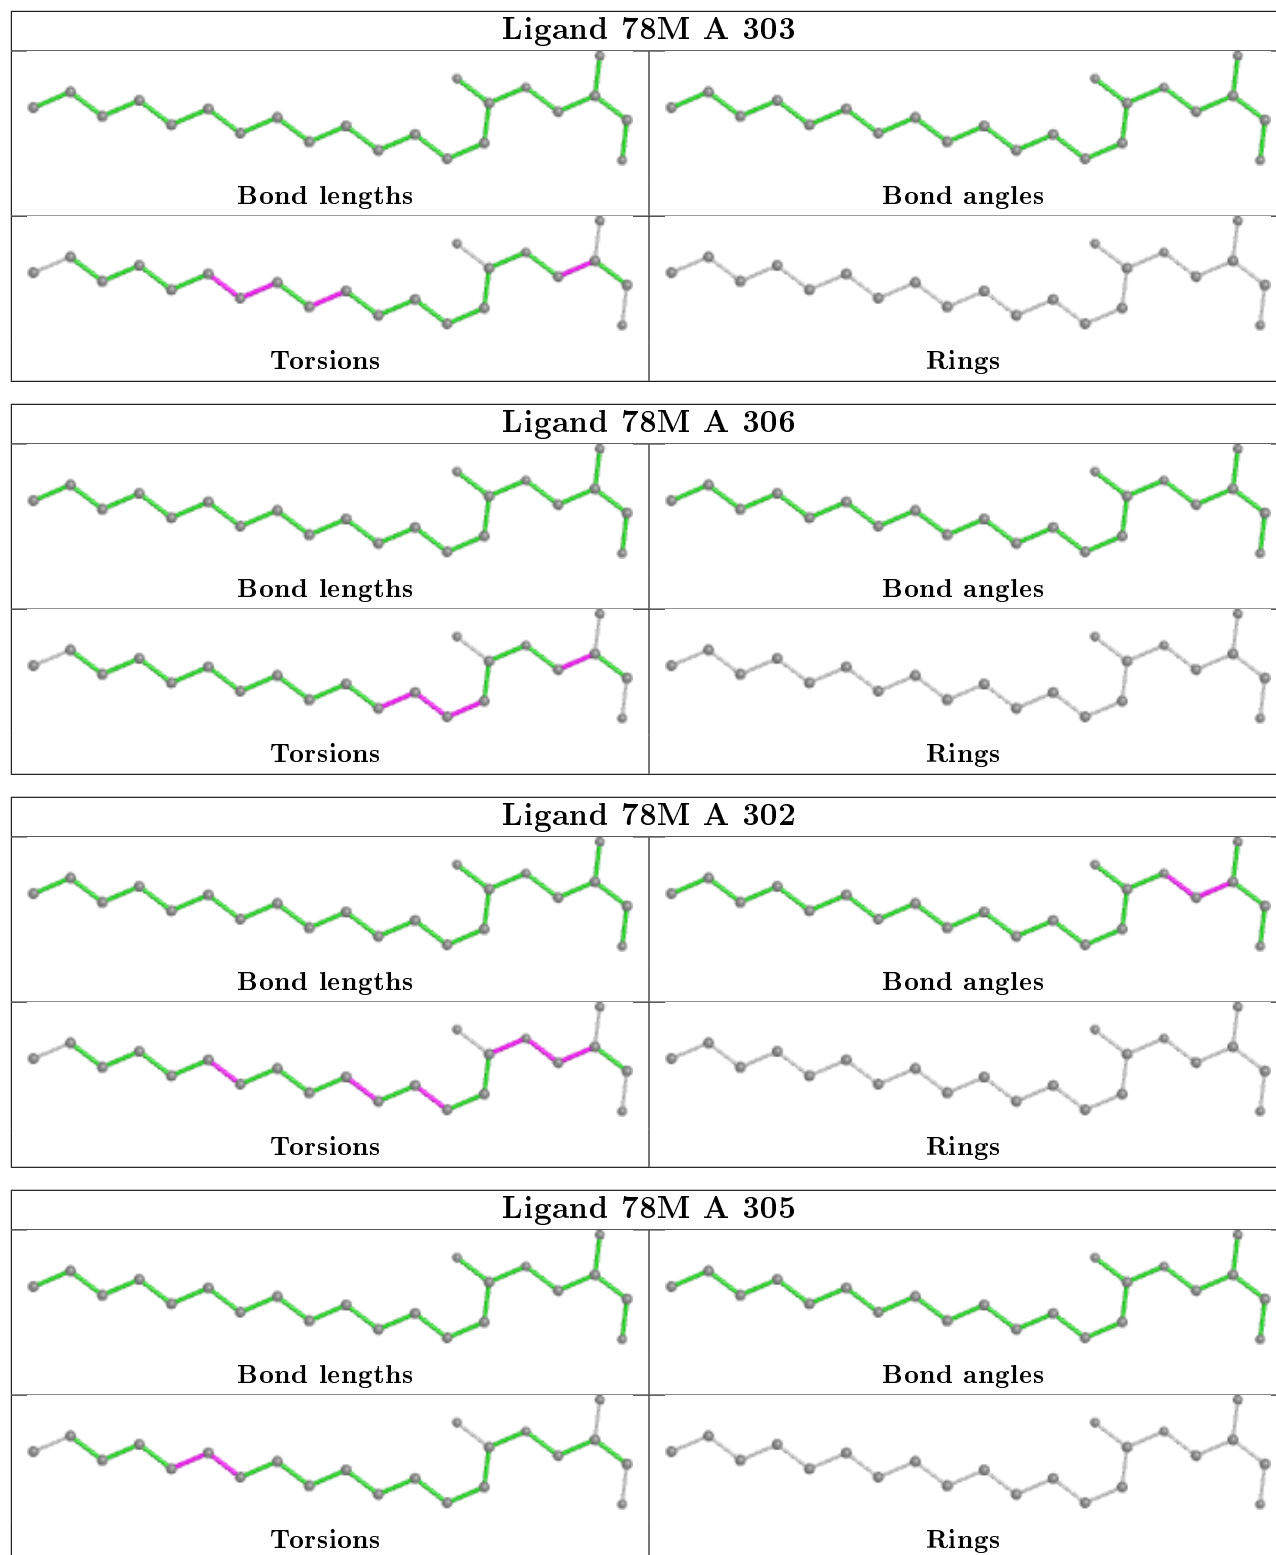 Ligand 78M A 303
Bond lengths
Bond angles
Torsions
Rings
Ligand 78M A 306
Bond lengths
Bond angles
Torsions
Rings
Ligand 78M A 302
Bond lengths
Bond angles
Torsions
Rings
Ligand 78M A 305
Bond lengths
Bond angles
Torsions
Rings